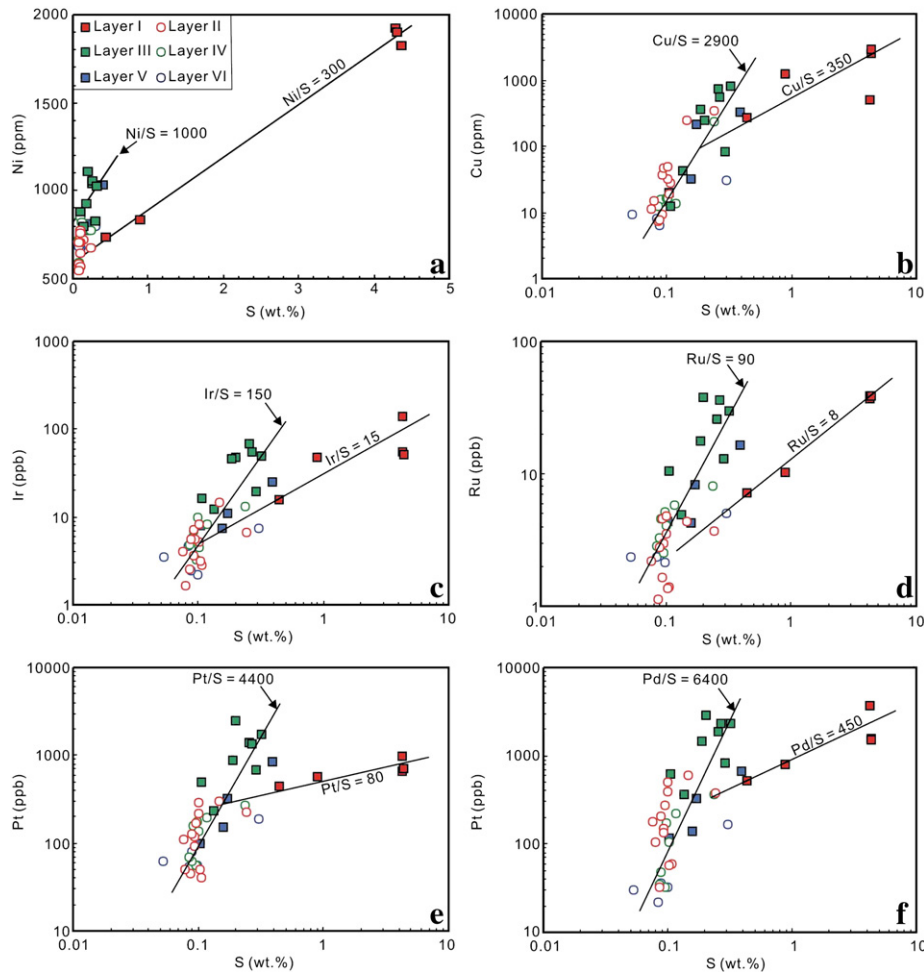 2000
1500
1000
500
0
1
2
3
4
5
Ni (ppm)
S (wt.%)
Layer I
Layer II
Layer III
Layer IV
Layer V
Layer VI
Ni/S = 1000
Ni/S = 300
a
10000
1000
100
10
1
0.01
0.1
1
10
Cu (ppm)
S (wt.%)
Cu/S = 2900
Cu/S = 350
b
1000
100
10
1
0.01
0.1
1
10
Ir (ppb)
S (wt.%)
Ir/S = 150
Ir/S = 15
c
100
10
1
0.01
0.1
1
10
Ru (ppb)
S (wt.%)
Ru/S = 90
Ru/S = 8
d
10000
1000
100
10
0.01
0.1
1
10
Pt (ppb)
S (wt.%)
Pt/S = 4400
Pt/S = 80
e
10000
1000
100
10
0.01
0.1
1
10
Pt (ppb)
S (wt.%)
Pd/S = 6400
Pd/S = 450
f